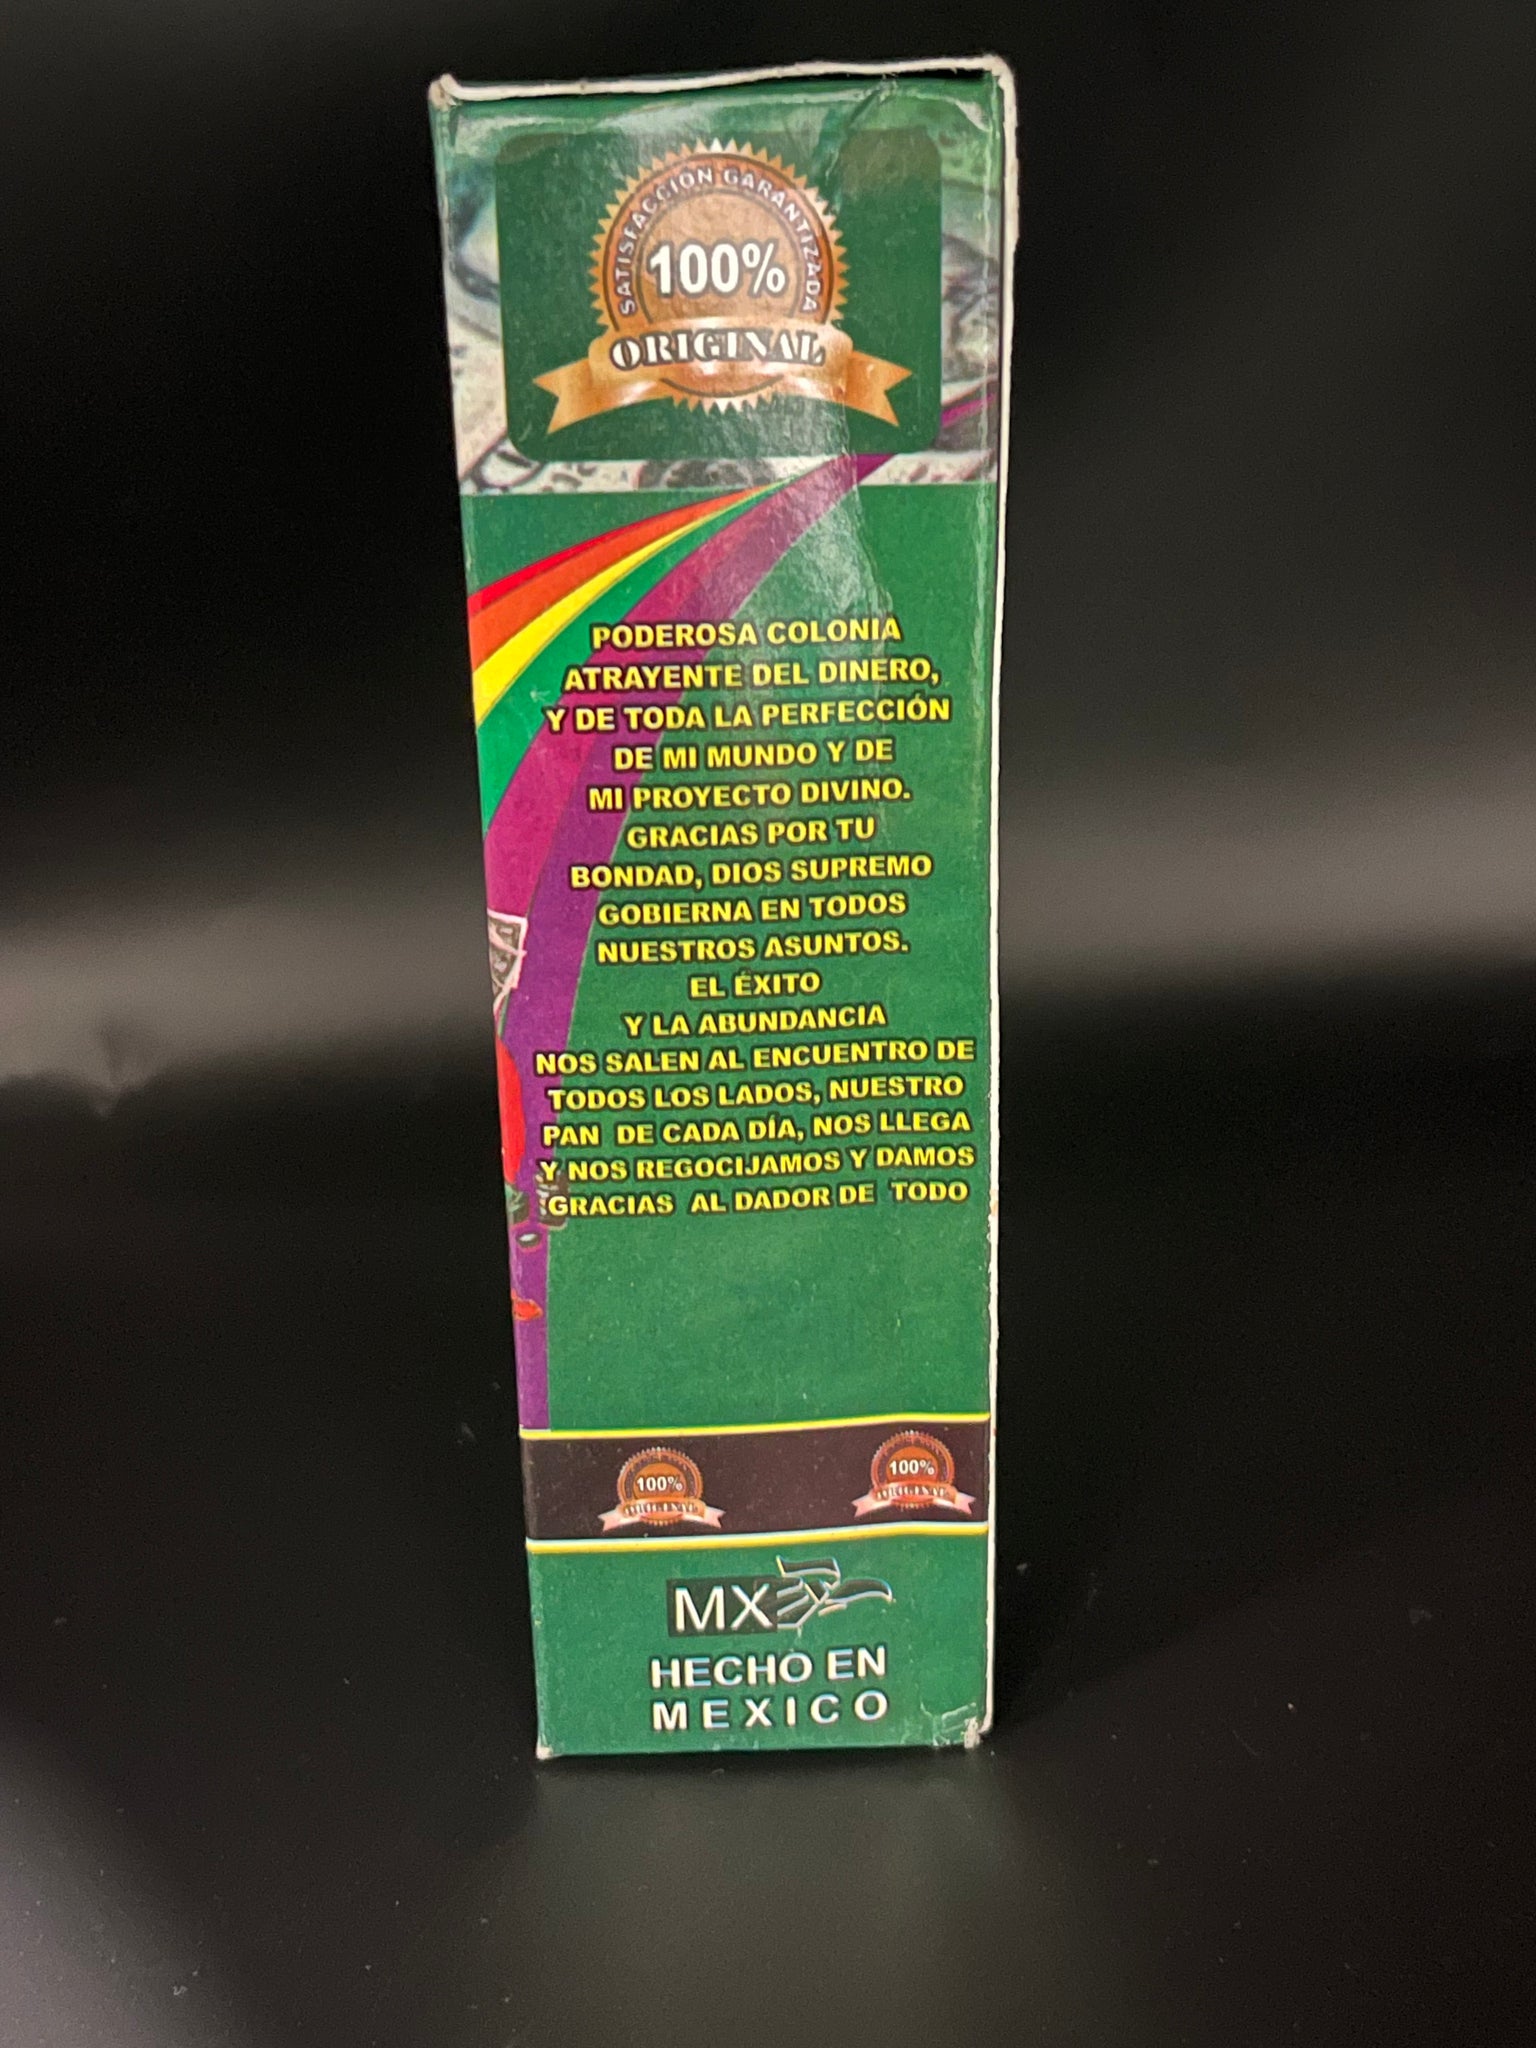 SATISFACCIÓN GARANTIZADA
100%
ORIGINAL
PODEROSA COLONIA
ATRAYENTE DEL DINERO,
Y DE TODA LA PERFECCIÓN
DE MI MUNDO Y DE
MI PROYECTO DIVINO.
GRACIAS POR TU
BONDAD, DIOS SUPREMO
GOBIERNA EN TODOS
NUESTROS ASUNTOS.
EL ÉXITO
Y LA ABUNDANCIA
NOS SALEN AL ENCUENTRO DE
TODOS LOS LADOS, NUESTRO
PAN DE CADA DÍA, NOS LLEGA
Y NOS REGOCIJAMOS Y DAMOS
GRACIAS AL DADOR DE TODO
100% 100%
ORIGINAL ORIGINAL
MX
HECHO EN
MEXICO